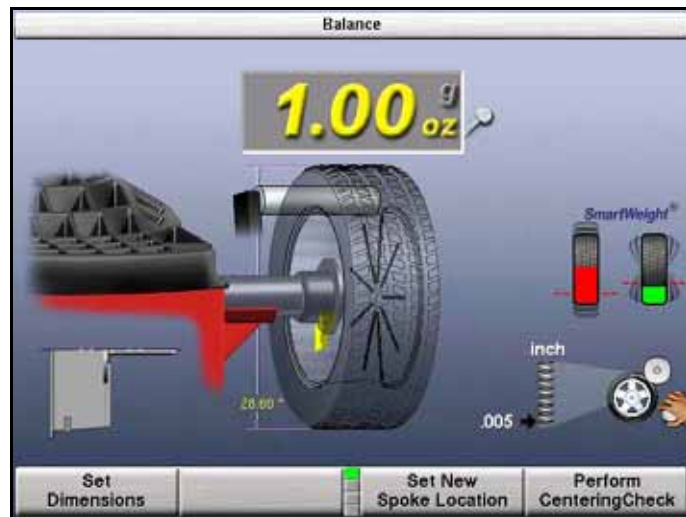 Balance
1.00 g
oz
SmartWeight®
inch
.005
28.60 "
Set
Dimensions
Set New
Spoke Location
Perform
CenteringCheck